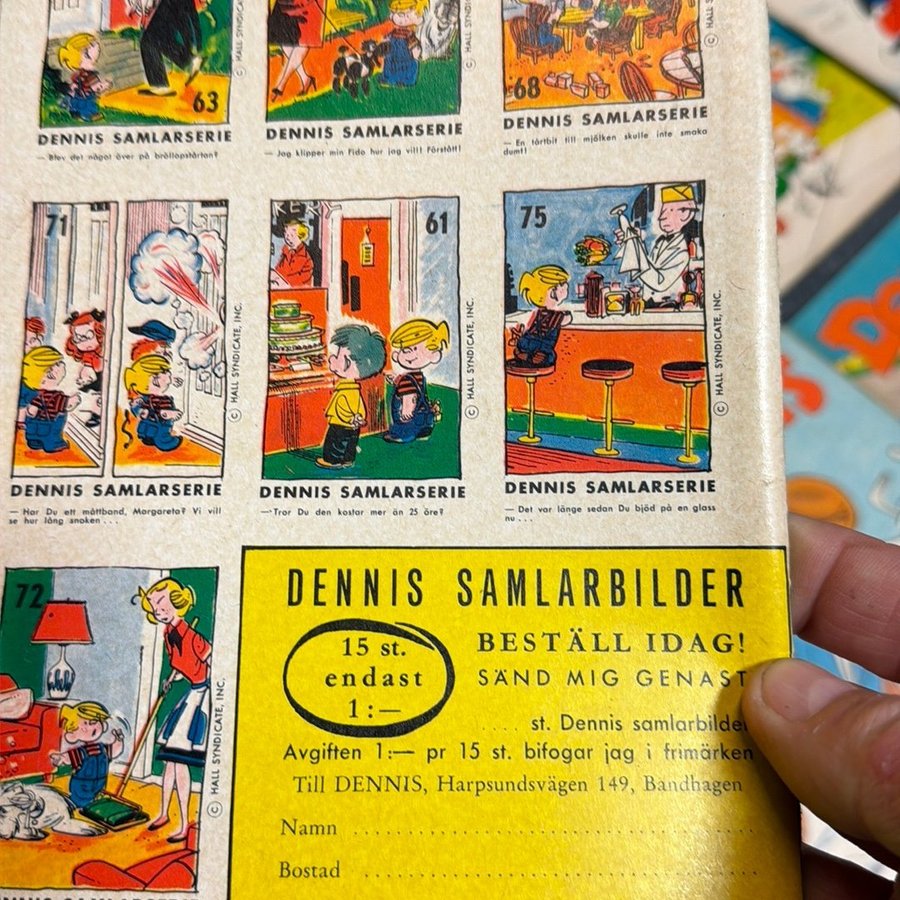 © HALL SYNDICATE
© HALL SYNDICATE,
© HALL S
63
68
DENNIS SAMLARSERIE
— Blev det något över på bröllopstårtan?
DENNIS SAMLARSERIE
— Jag klipper min Fido hur jag vill! Förstått!
DENNIS SAMLARSERIE
— En tårtbit till mjölken skulle inte smaka
dumt!
71
© HALL SYNDICATE, INC.
DENNIS SAMLARSERIE
— Har Du ett måttband, Margareta? Vi vill
se hur lång snoken ...
61
© HALL SYNDICATE, INC.
DENNIS SAMLARSERIE
— Tror Du den kostar mer än 25 öre?
75
© HALL SYNDICATE, INC.
DENNIS SAMLARSERIE
— Det var länge sedan Du bjöd på en glass
nu ...
72
© HALL SYNDICATE, INC.
DENNIS SAMLARBILDER
15 st.
endast
1:—
BESTÄLL IDAG!
SÄND MIG GENAST
.... st. Dennis samlarbilder
Avgiften 1:— pr 15 st. bifogar jag i frimärken
Till DENNIS, Harpsundsvägen 149, Bandhagen
Namn
Bostad